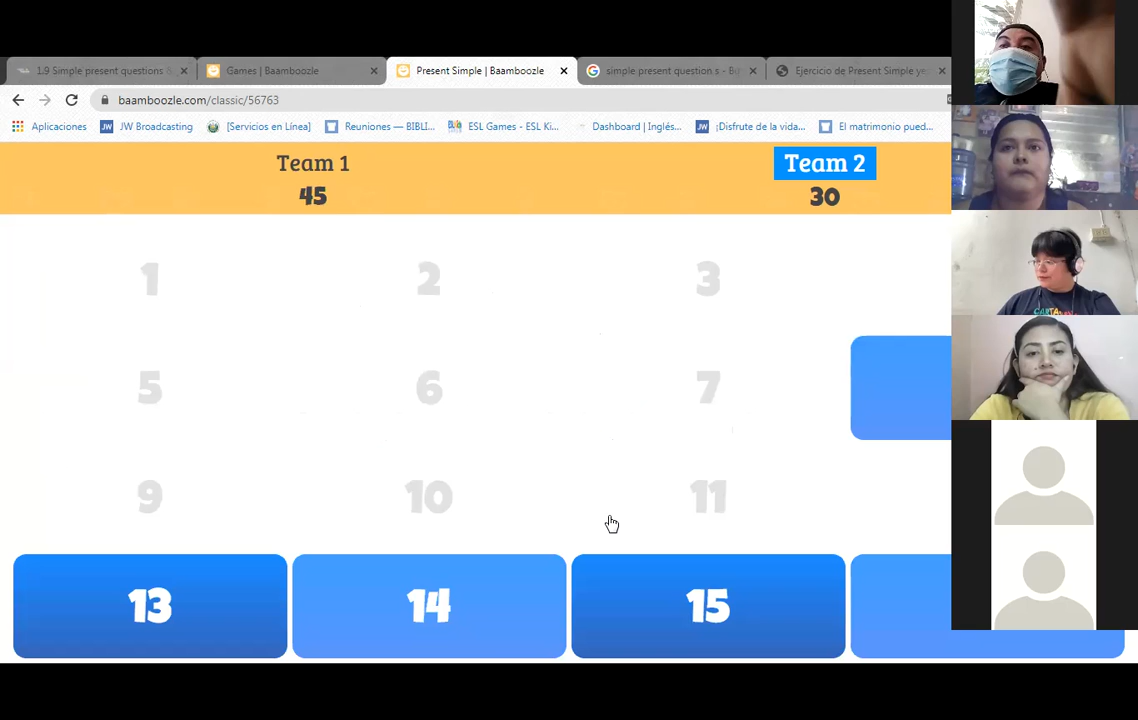 1.9 Simple present questions
Games | Baamboozle
Present Simple | Baamboozle
simple present question s - B
Ejercicio de Present Simple ye
baamboozle.com/classic/56763
Aplicaciones
JW Broadcasting
[Servicios en Línea]
Reuniones — BIBLI...
ESL Games - ESL Ki...
Dashboard | Inglés...
¡Disfrute de la vida...
El matrimonio pued...
Team 1
Team 2
45
30
1
2
3
5
6
7
9
10
11
13
14
15
CARTA